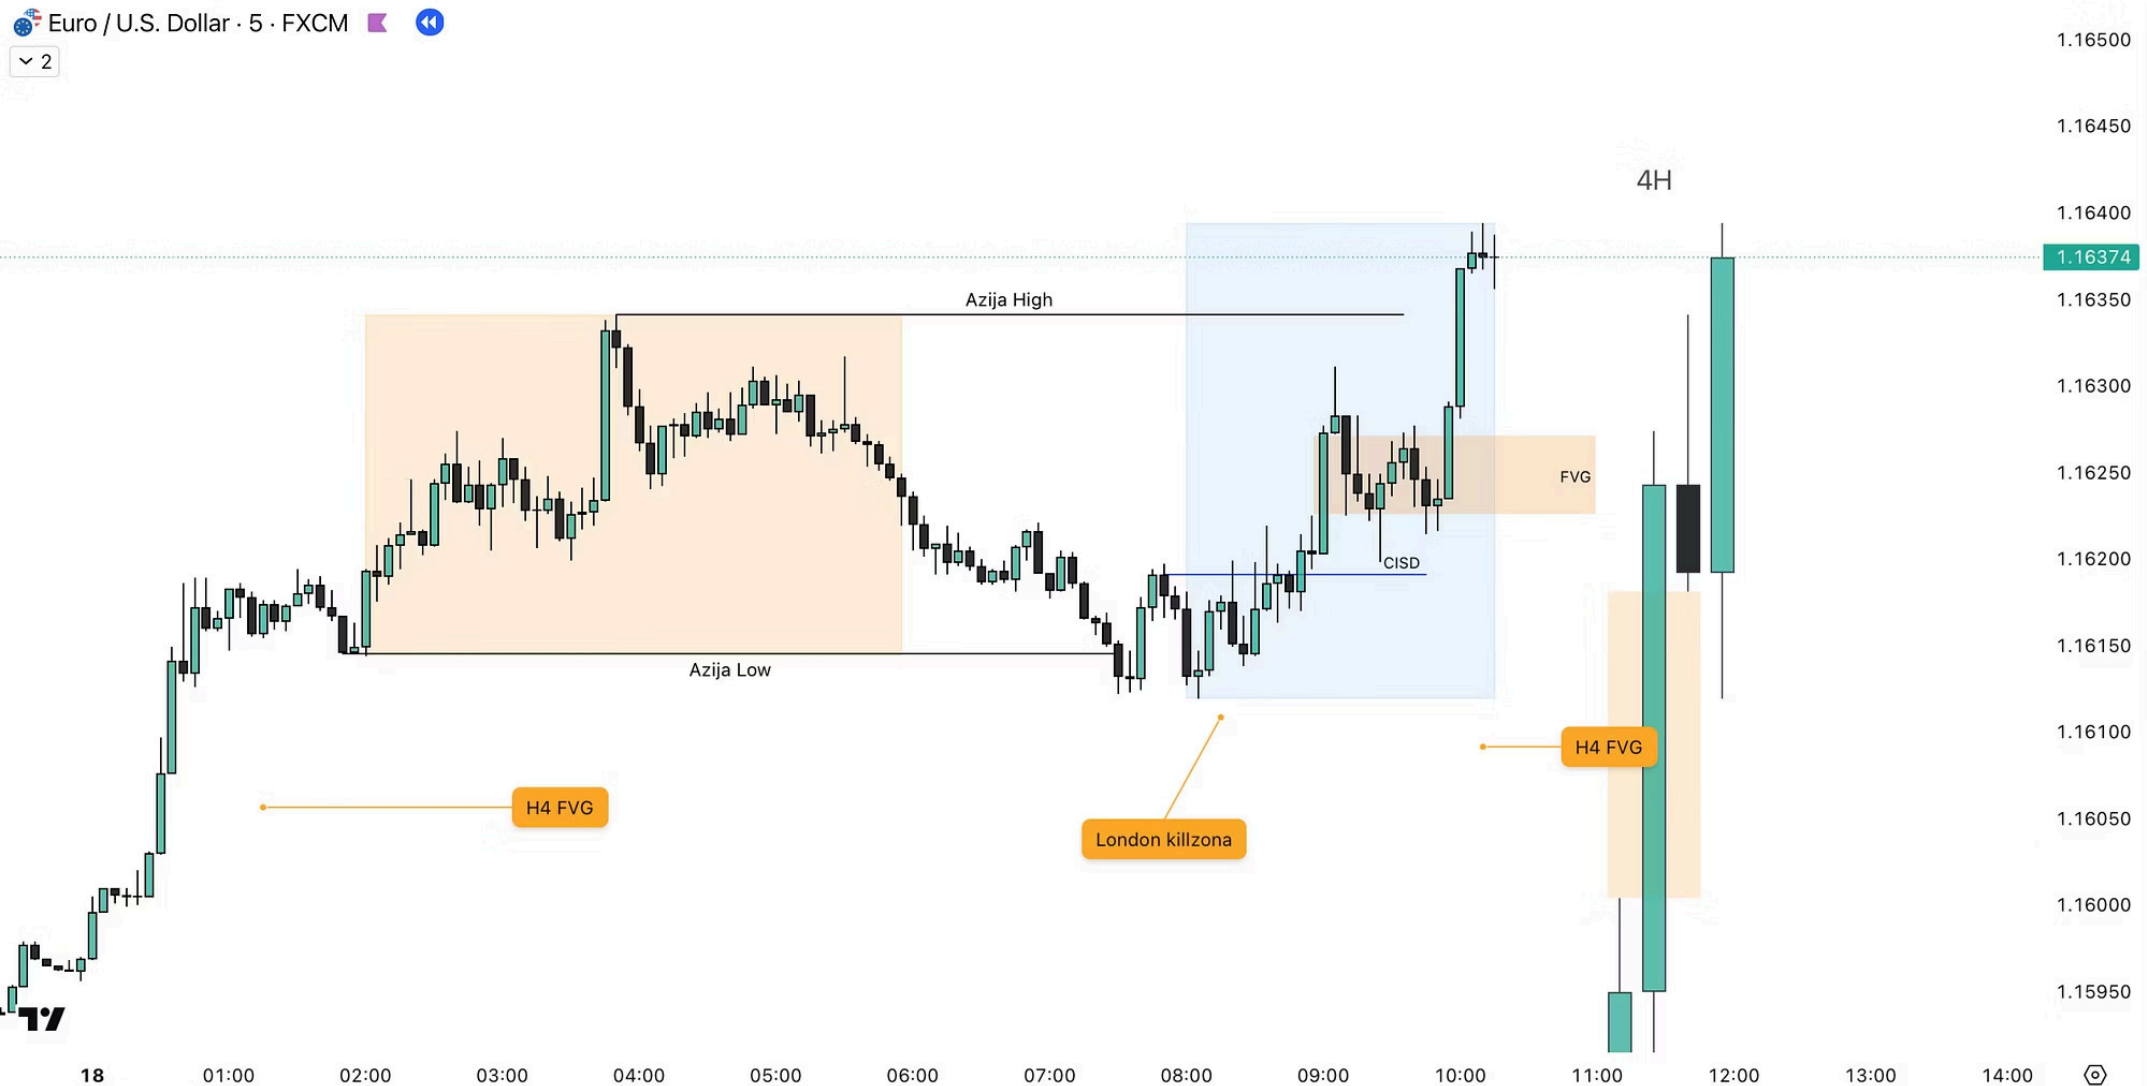 Euro / U.S. Dollar · 5 · FXCM
2
1.16500
1.16450
4H
1.16400
1.16374
Azija High
1.16350
1.16300
FVG
1.16250
CISD
1.16200
Azija Low
1.16150
H4 FVG
1.16100
H4 FVG
London killzona
1.16050
1.16000
1.15950
18 01:00 02:00 03:00 04:00 05:00 06:00 07:00 08:00 09:00 10:00 11:00 12:00 13:00 14:00